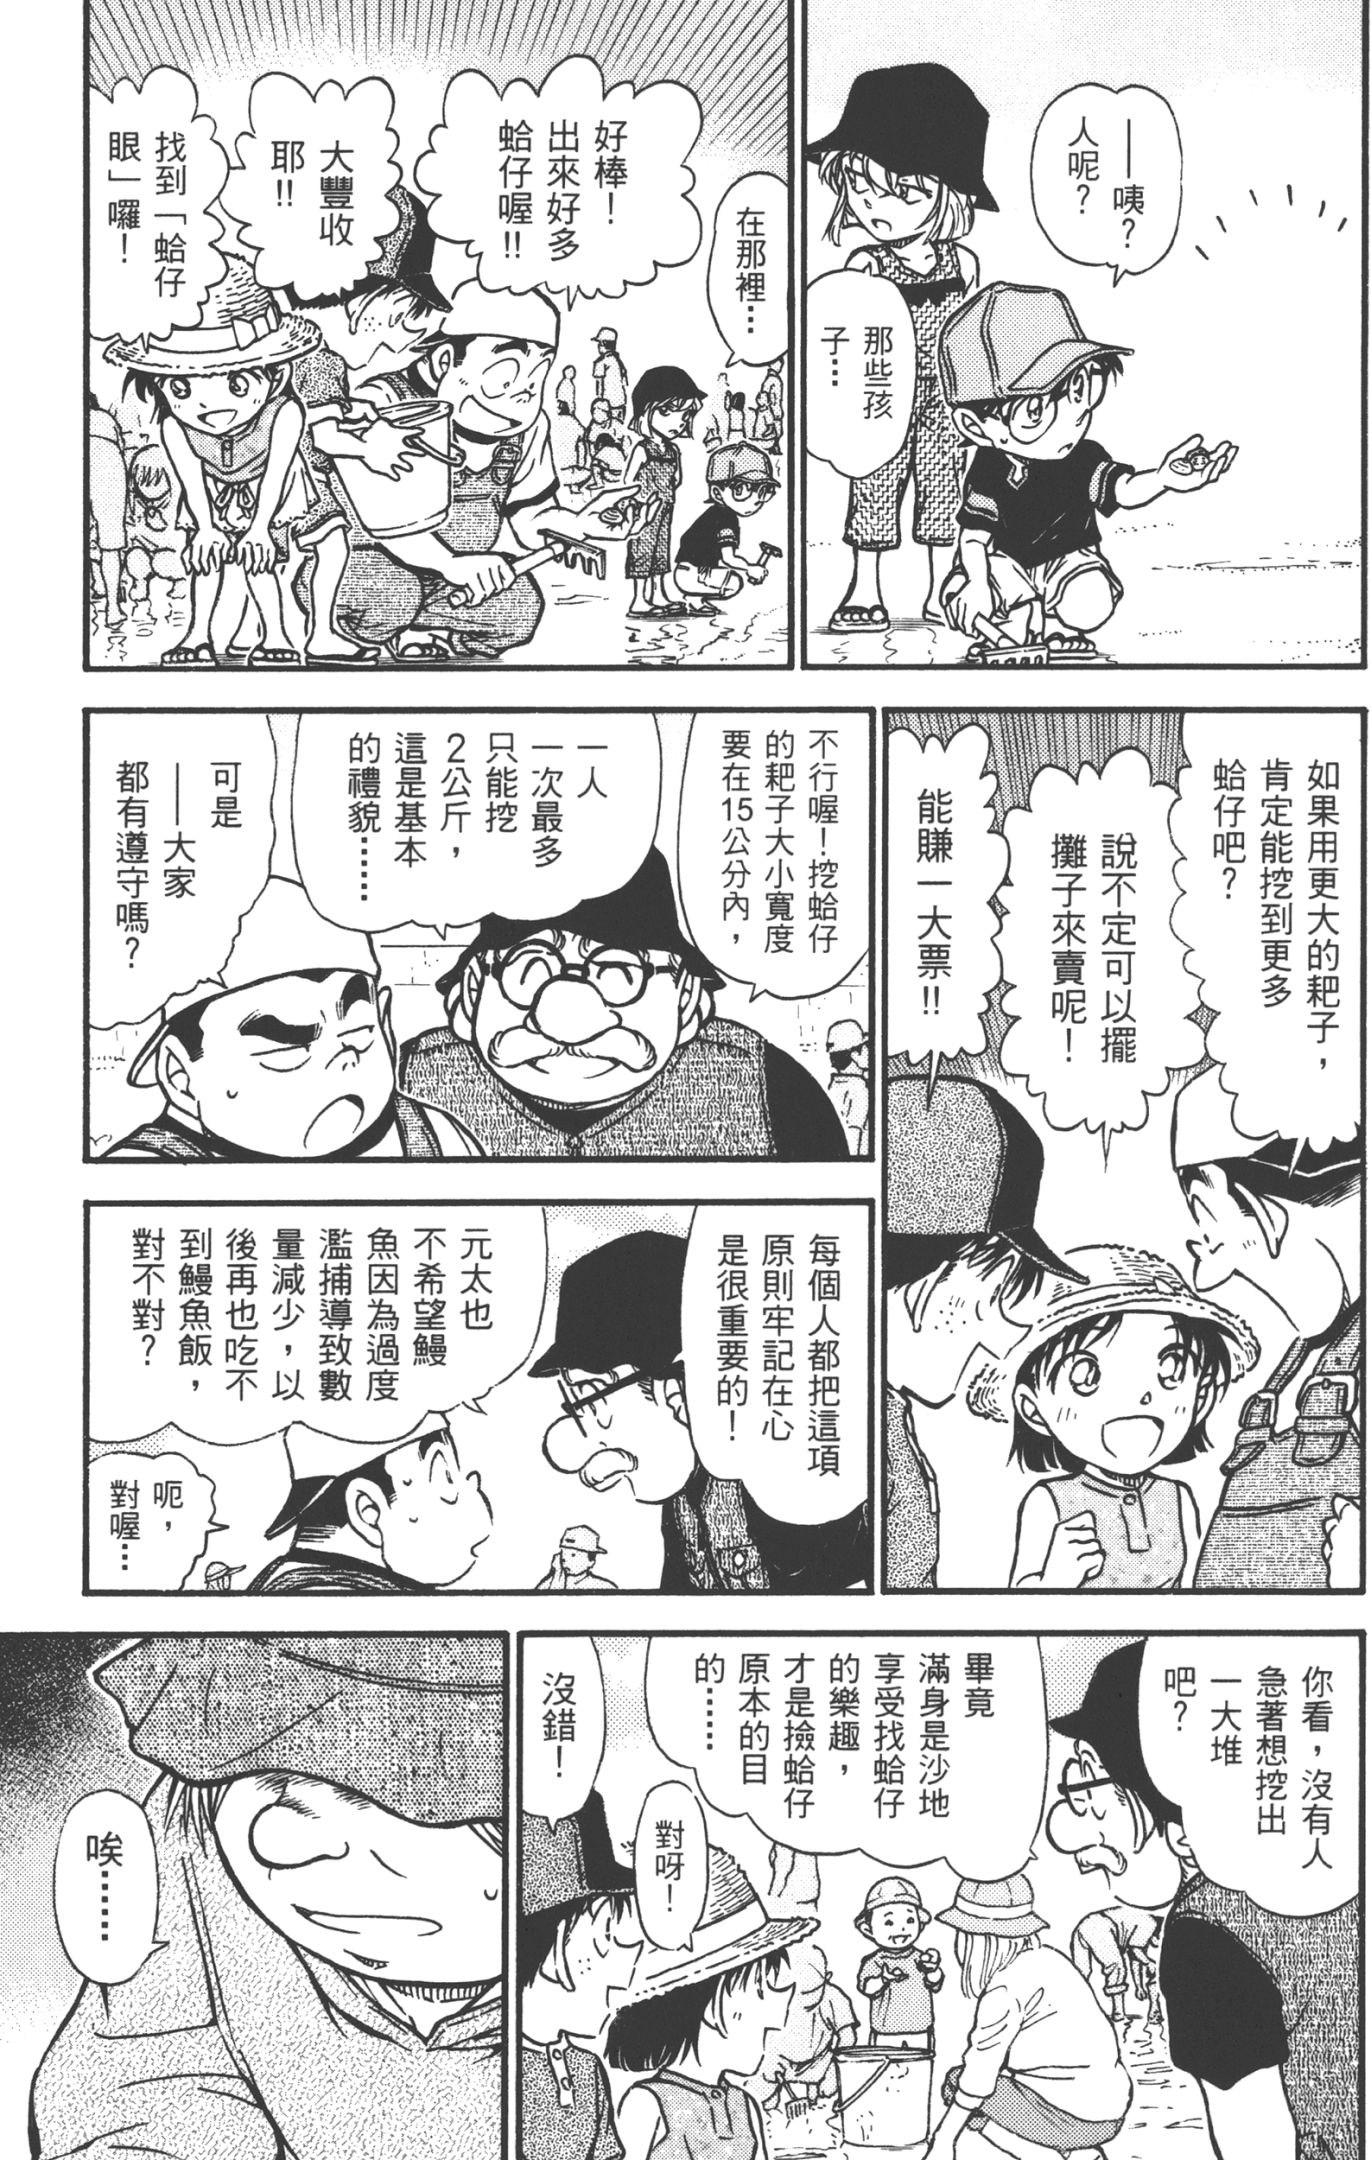 ——咦？
人呢？
那些孩
子…
在那裡…
好棒！
出來好多
蛤仔喔!!
大豐收
耶!!
找到「蛤仔
眼」囉！
如果用更大的耙子，
肯定能挖到更多
蛤仔吧？
說不定可以擺
攤子來賣呢！
能賺一大票!!
不行喔！挖蛤仔
的耙子大小寬度
要在15公分內，
一人
一次最多
只能挖
2公斤，
這是基本
的禮貌……
可是
——大家
都有遵守嗎？
每個人都把這項
原則牢記在心
是很重要的！
元太也
不希望鰻
魚因為過度
濫捕導致數
量減少，以
後再也吃不
到鰻魚飯，
對不對？
呃，
對喔…
你看，沒有人
急著想挖出
一大堆
吧？
畢竟
滿身是沙地
享受找蛤仔
的樂趣，
才是撿蛤仔
原本的目
的……
對呀！
沒錯！
唉……